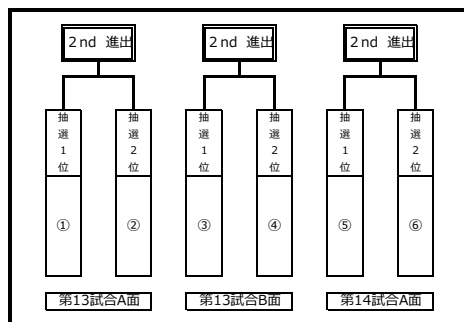 2nd 進出 2nd 進出 2nd 進出
抽選1位 抽選2位 抽選1位 抽選2位 抽選1位 抽選2位
① ② ③ ④ ⑤ ⑥
第13試合A面 第13試合B面 第14試合A面